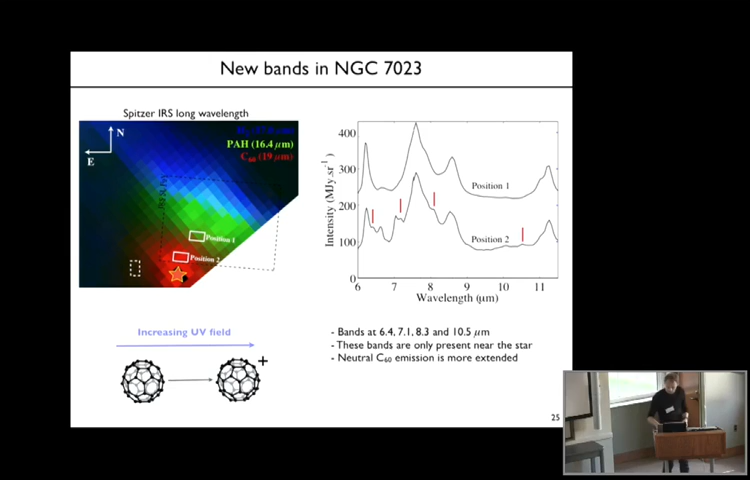 New bands in NGC 7023
Spitzer IRS long wavelength
N
E
PAH (16.4 μm)
C₆₀ (19 μm)
Position 1
Position 2
400
300
200
100
0
Intensity (MJy.sr⁻¹)
Position 1
Position 2
6 7 8 9 10 11
Wavelength (μm)
Increasing UV field
+
- Bands at 6.4, 7.1, 8.3 and 10.5 μm
- These bands are only present near the star
- Neutral C₆₀ emission is more extended
25